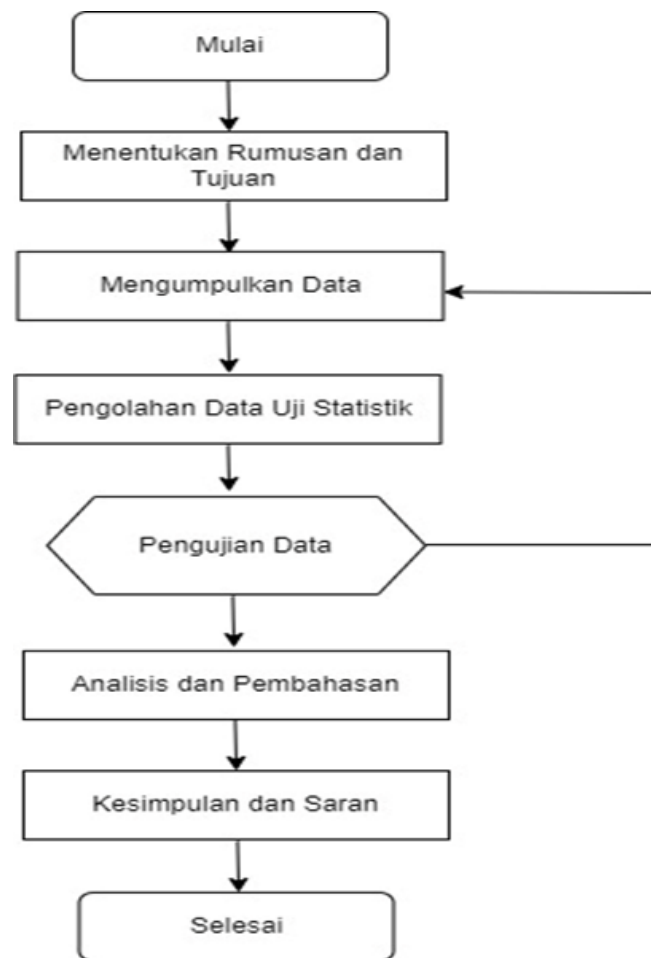 Mulai
Menentukan Rumusan dan
Tujuan
Mengumpulkan Data
Pengolahan Data Uji Statistik
Pengujian Data
Analisis dan Pembahasan
Kesimpulan dan Saran
Selesai